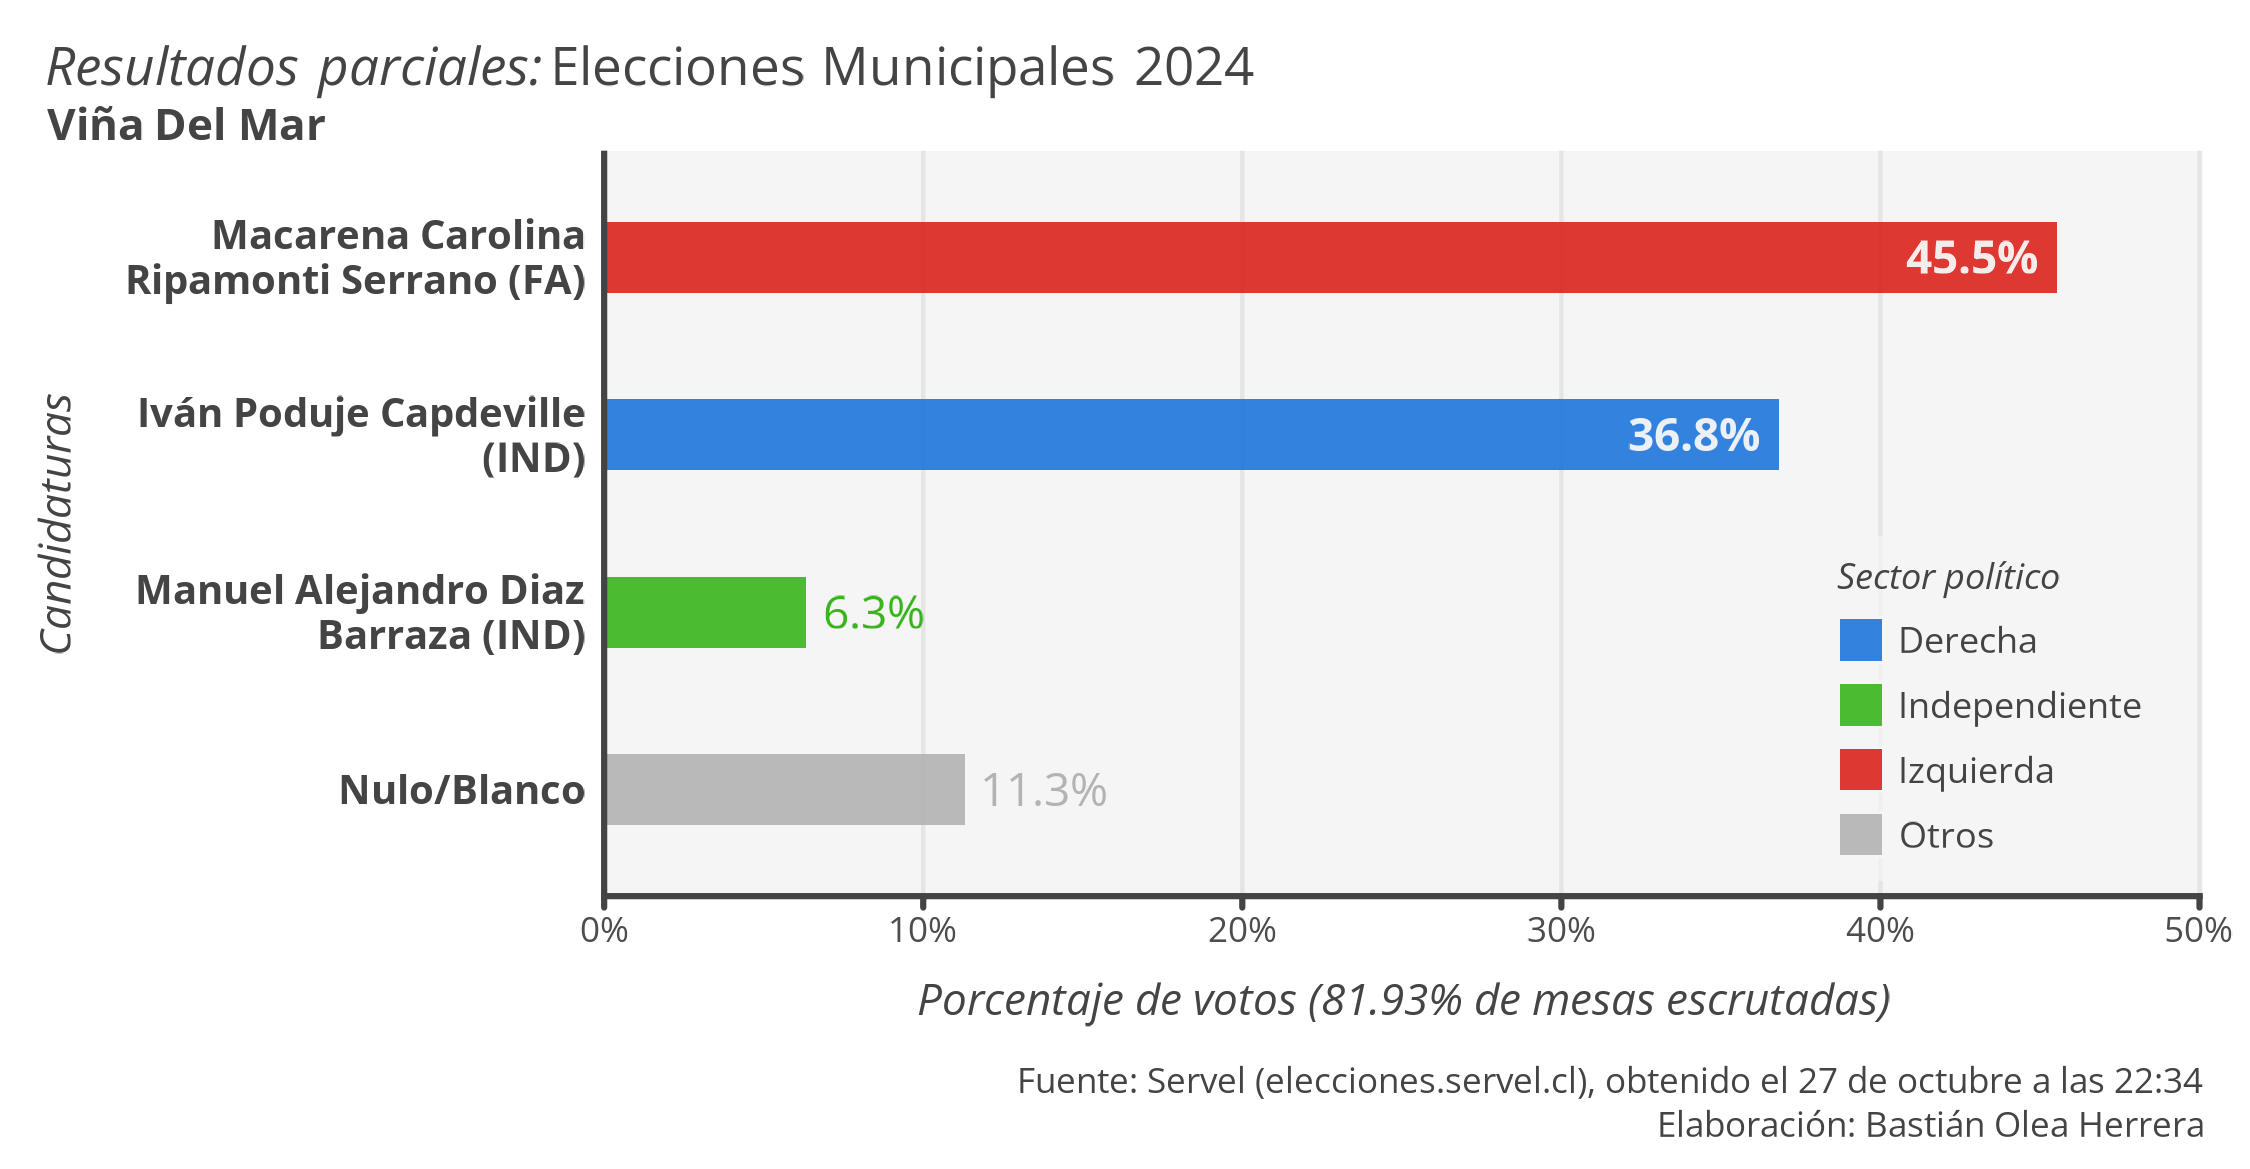 Resultados parciales: Elecciones Municipales 2024
Viña Del Mar
Candidaturas
Macarena Carolina
Ripamonti Serrano (FA)
45.5%
Iván Poduje Capdeville
(IND)
36.8%
Manuel Alejandro Diaz
Barraza (IND)
6.3%
Nulo/Blanco
11.3%
Sector político
Derecha
Independiente
Izquierda
Otros
0% 10% 20% 30% 40% 50%
Porcentaje de votos (81.93% de mesas escrutadas)
Fuente: Servel (elecciones.servel.cl), obtenido el 27 de octubre a las 22:34
Elaboración: Bastián Olea Herrera